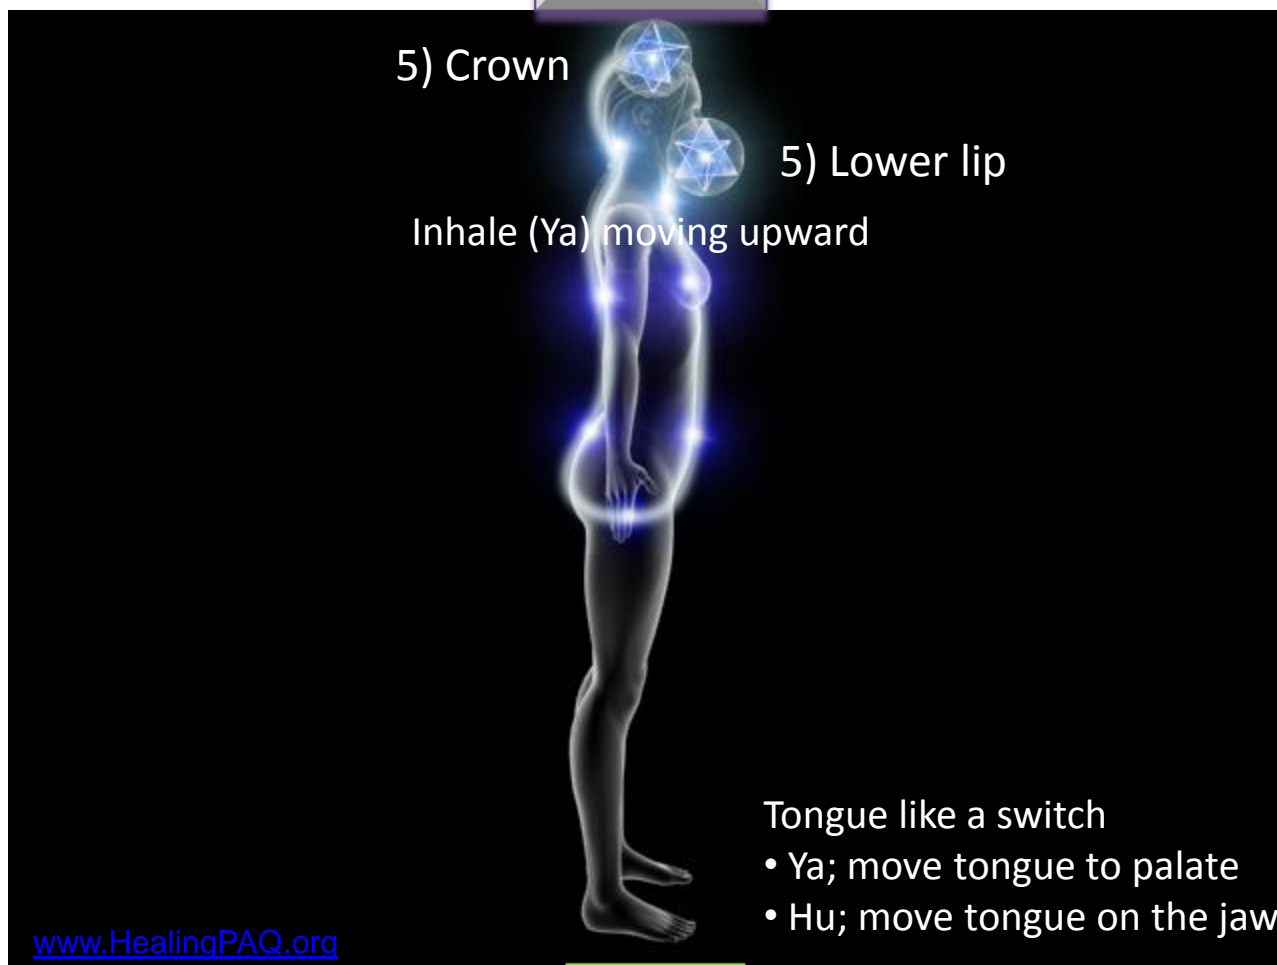 5) Crown
5) Lower lip
Inhale (Ya) moving upward
Tongue like a switch
• Ya; move tongue to palate
• Hu; move tongue on the jaw
www.HealingPAQ.org